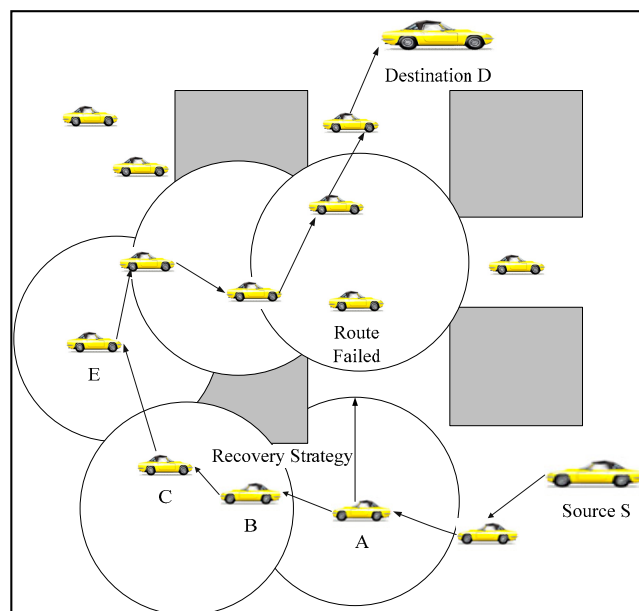 Destination D
Route
Failed
E
Recovery Strategy
C
B
A
Source S